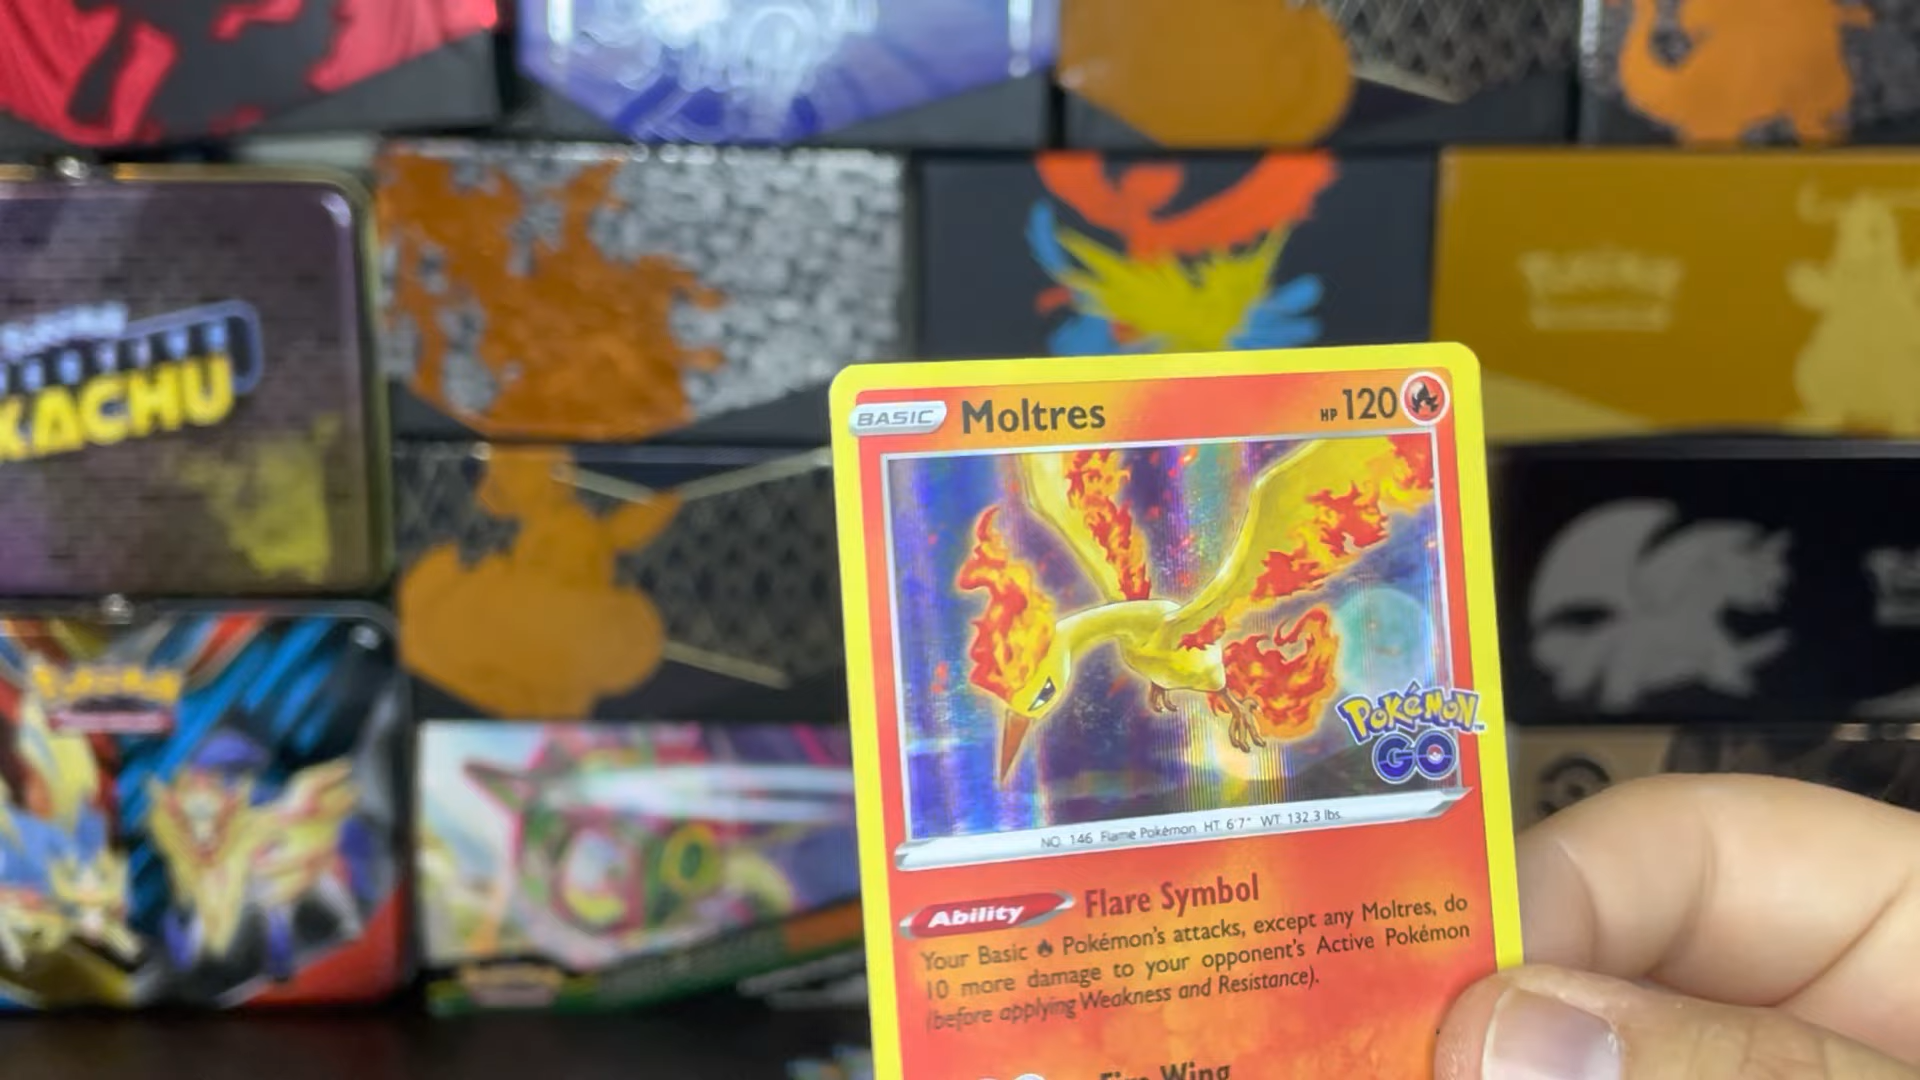 KACHU
BASIC Moltres HP 120
POKÉMON
GO
NO. 146 Flame Pokémon HT 6'7" WT 132.3 lbs.
Ability Flare Symbol
Your Basic Pokémon's attacks, except any Moltres, do
10 more damage to your opponent's Active Pokémon
(before applying Weakness and Resistance).
Fire Wing